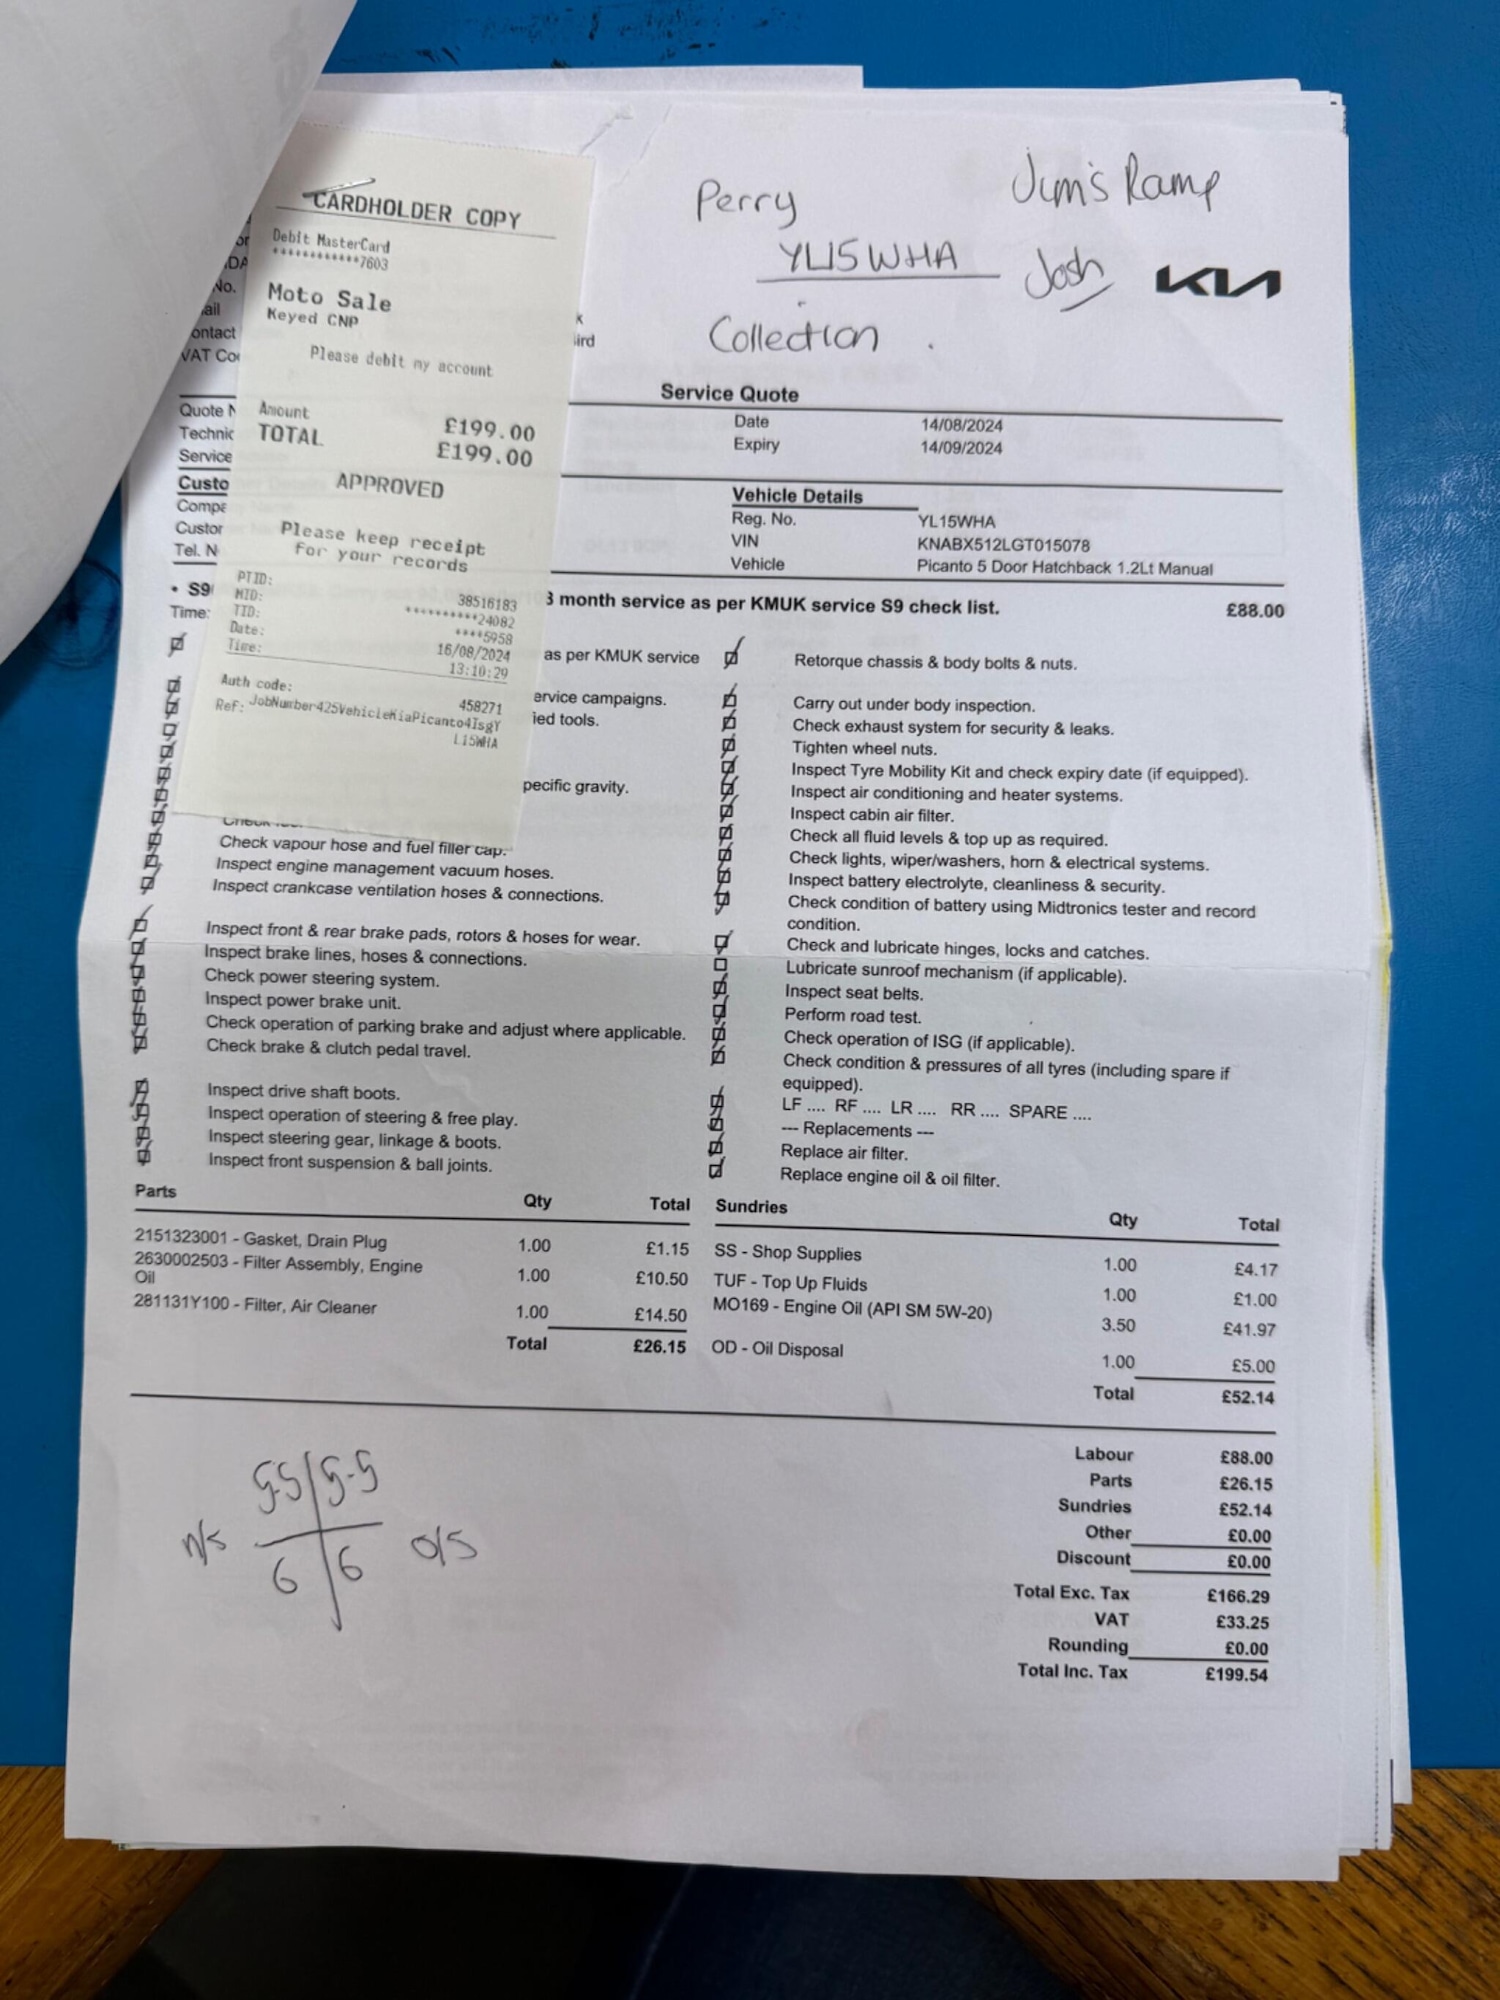 Perry
Jim's Ramp
YL15WHA
Josh
KIA
Collection .
CARDHOLDER COPY
Debit MasterCard
************7603
Moto Sale
Keyed CNP
Please debit my account
Amount £199.00
TOTAL £199.00
APPROVED
Please keep receipt
for your records
PTID: 38516183
MID: **********24082
TID: ****5958
Date: 16/08/2024
Time: 13:10:29
Auth code: 458271
Ref: JobNumber425VehicleKiaPicanto4IsgY
L15WHA
No.
ail
ontact
VAT Co
k
ird
Service Quote
Quote N
Date 14/08/2024
Technic
Expiry 14/09/2024
Service
Custo
Vehicle Details
Compa
Reg. No. YL15WHA
Custor
VIN KNABX512LGT015078
Tel. N
Vehicle Picanto 5 Door Hatchback 1.2Lt Manual
• S9
3 month service as per KMUK service S9 check list. £88.00
Time:
as per KMUK service
ervice campaigns.
ied tools.
pecific gravity.
Check vapour hose and fuel filler cap.
Inspect engine management vacuum hoses.
Inspect crankcase ventilation hoses & connections.
Inspect front & rear brake pads, rotors & hoses for wear.
Inspect brake lines, hoses & connections.
Check power steering system.
Inspect power brake unit.
Check operation of parking brake and adjust where applicable.
Check brake & clutch pedal travel.
Inspect drive shaft boots.
Inspect operation of steering & free play.
Inspect steering gear, linkage & boots.
Inspect front suspension & ball joints.
Retorque chassis & body bolts & nuts.
Carry out under body inspection.
Check exhaust system for security & leaks.
Tighten wheel nuts.
Inspect Tyre Mobility Kit and check expiry date (if equipped).
Inspect air conditioning and heater systems.
Inspect cabin air filter.
Check all fluid levels & top up as required.
Check lights, wiper/washers, horn & electrical systems.
Inspect battery electrolyte, cleanliness & security.
Check condition of battery using Midtronics tester and record
condition.
Check and lubricate hinges, locks and catches.
Lubricate sunroof mechanism (if applicable).
Inspect seat belts.
Perform road test.
Check operation of ISG (if applicable).
Check condition & pressures of all tyres (including spare if
equipped).
LF .... RF .... LR .... RR .... SPARE ....
--- Replacements ---
Replace air filter.
Replace engine oil & oil filter.
Parts Qty Total
2151323001 - Gasket, Drain Plug 1.00 £1.15
2630002503 - Filter Assembly, Engine 1.00 £10.50
Oil
281131Y100 - Filter, Air Cleaner 1.00 £14.50
Total £26.15
Sundries Qty Total
SS - Shop Supplies 1.00 £4.17
TUF - Top Up Fluids 1.00 £1.00
MO169 - Engine Oil (API SM 5W-20) 3.50 £41.97
OD - Oil Disposal 1.00 £5.00
Total £52.14
Labour £88.00
Parts £26.15
Sundries £52.14
Other £0.00
Discount £0.00
Total Exc. Tax £166.29
VAT £33.25
Rounding £0.00
Total Inc. Tax £199.54
5.5 5.5
n/s o/s
6 6